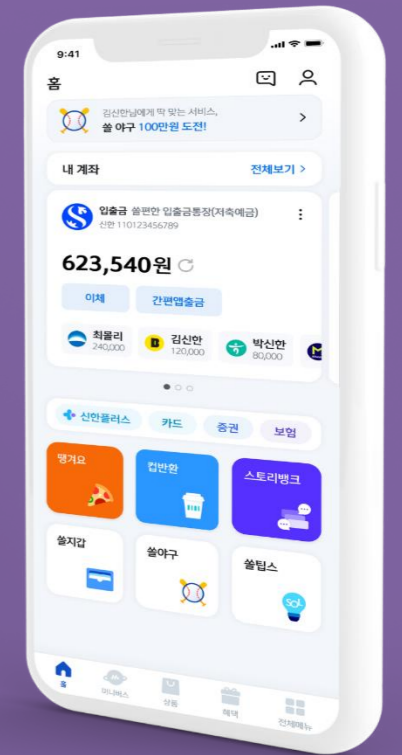 9:41
홈
김신한님에게 딱 맞는 서비스,
쏠 야구 100만원 도전!
내 계좌
전체보기 >
입출금 쏠편한 입출금통장(저축예금)
신한 110123456789
623,540원
이체
간편앱출금
최몰리
240,000
김신한
120,000
박신한
80,000
신한플러스
카드
증권
보험
땡겨요
컵반환
스토리뱅크
쏠지갑
쏠야구
쏠팁스
SOL
홈
유니버스
상품
혜택
전체메뉴